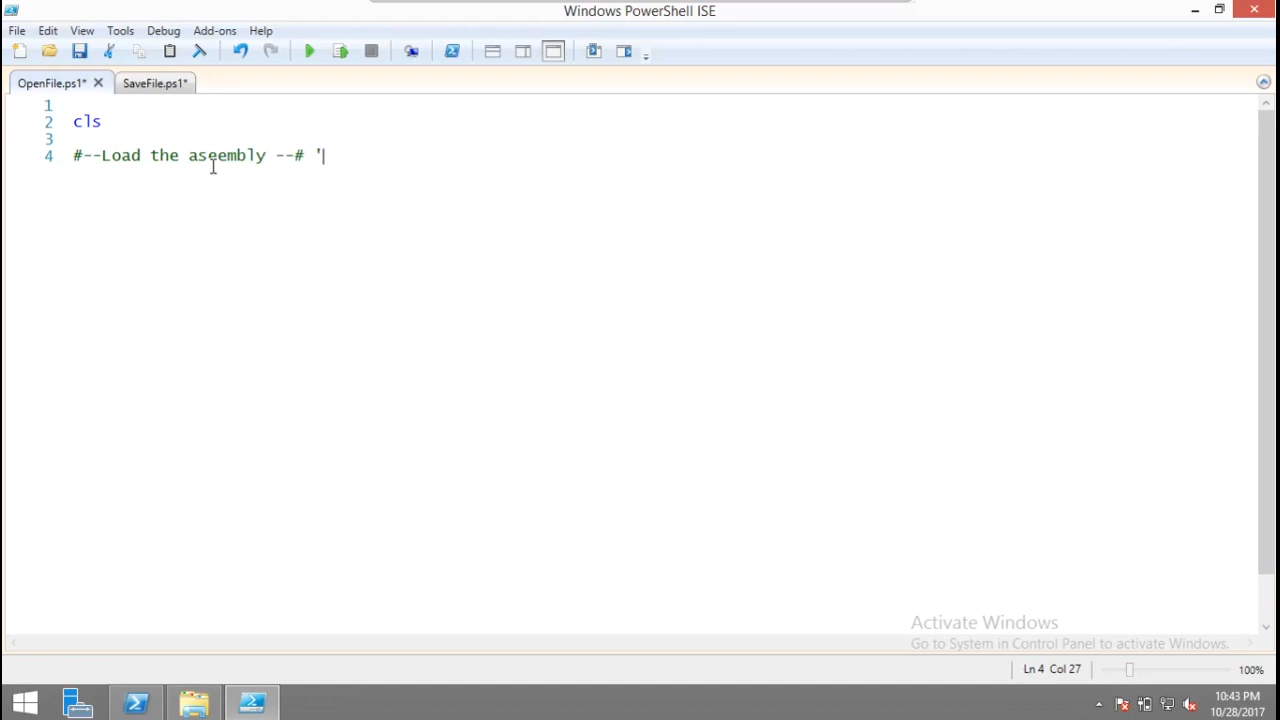 Windows PowerShell ISE
File Edit View Tools Debug Add-ons Help
OpenFile.ps1* SaveFile.ps1*
1
2 cls
3
4 #--Load the aseembly --# '
Activate Windows
Go to System in Control Panel to activate Windows.
Ln 4 Col 27 100%
10:43 PM
10/28/2017